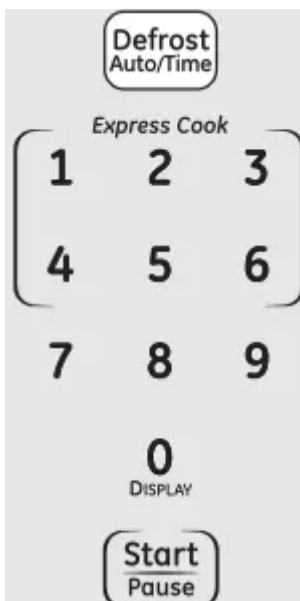 Defrost
Auto/Time
Express Cook
1 2 3
4 5 6
7 8 9
0
DISPLAY
Start
Pause